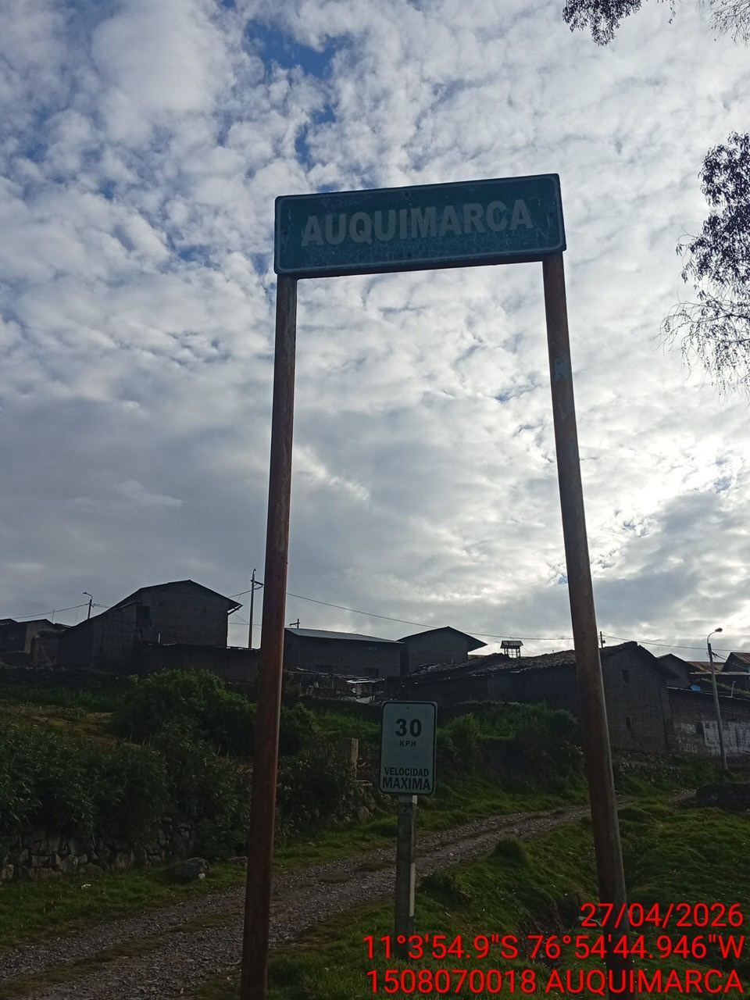 AUQUIMARCA
30
KPH
VELOCIDAD
MAXIMA
27/04/2026
11°3'54.9"S 76°54'44.946"W
1508070018 AUQUIMARCA